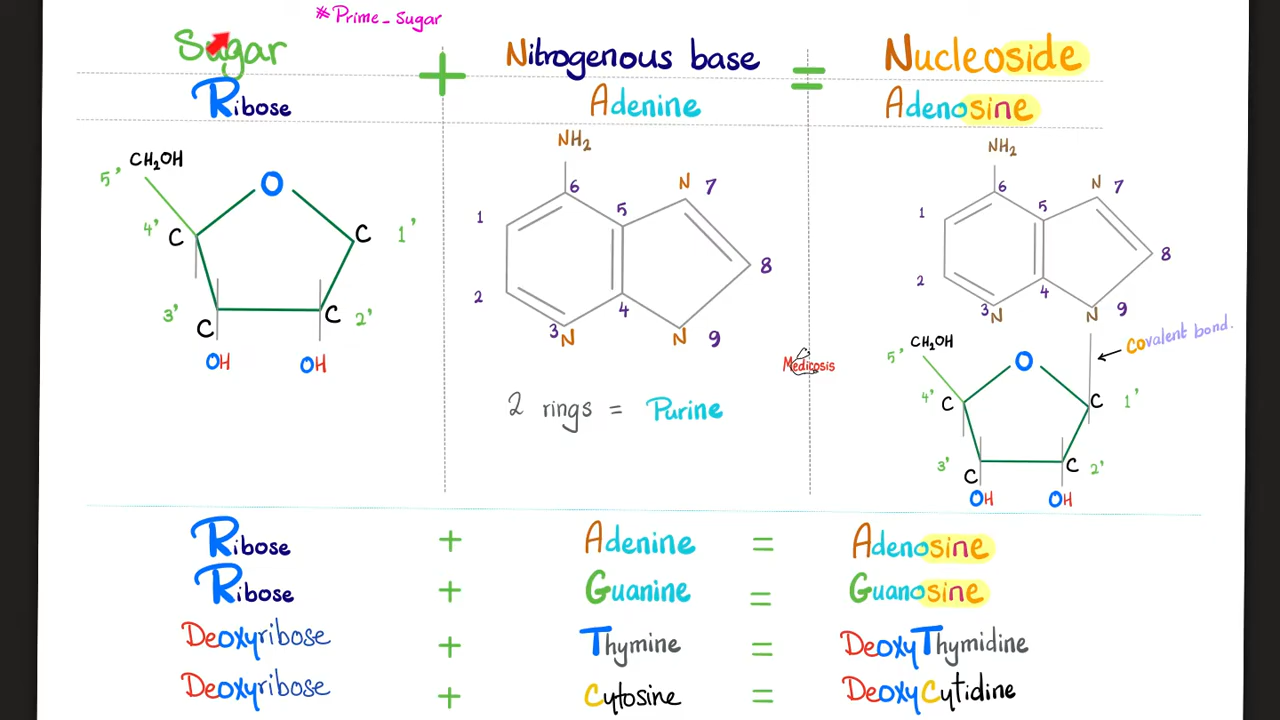 #Prime_Sugar
Sugar + Nitrogenous base = Nucleoside
Ribose Adenine Adenosine
CH2OH
5'
O
4' C
C 1'
3' C
C 2'
OH OH
NH2
6
N 7
5
1
8
2
4
3 N
N 9
2 rings = Purine
Medicosis
NH2
6
N 7
5
1
8
2
4
3 N
N 9
Covalent bond.
CH2OH
5'
O
4' C
C 1'
3' C
C 2'
OH OH
Ribose + Adenine = Adenosine
Ribose + Guanine = Guanosine
Deoxyribose + Thymine = DeoxyThymidine
Deoxyribose + Cytosine = DeoxyCytidine